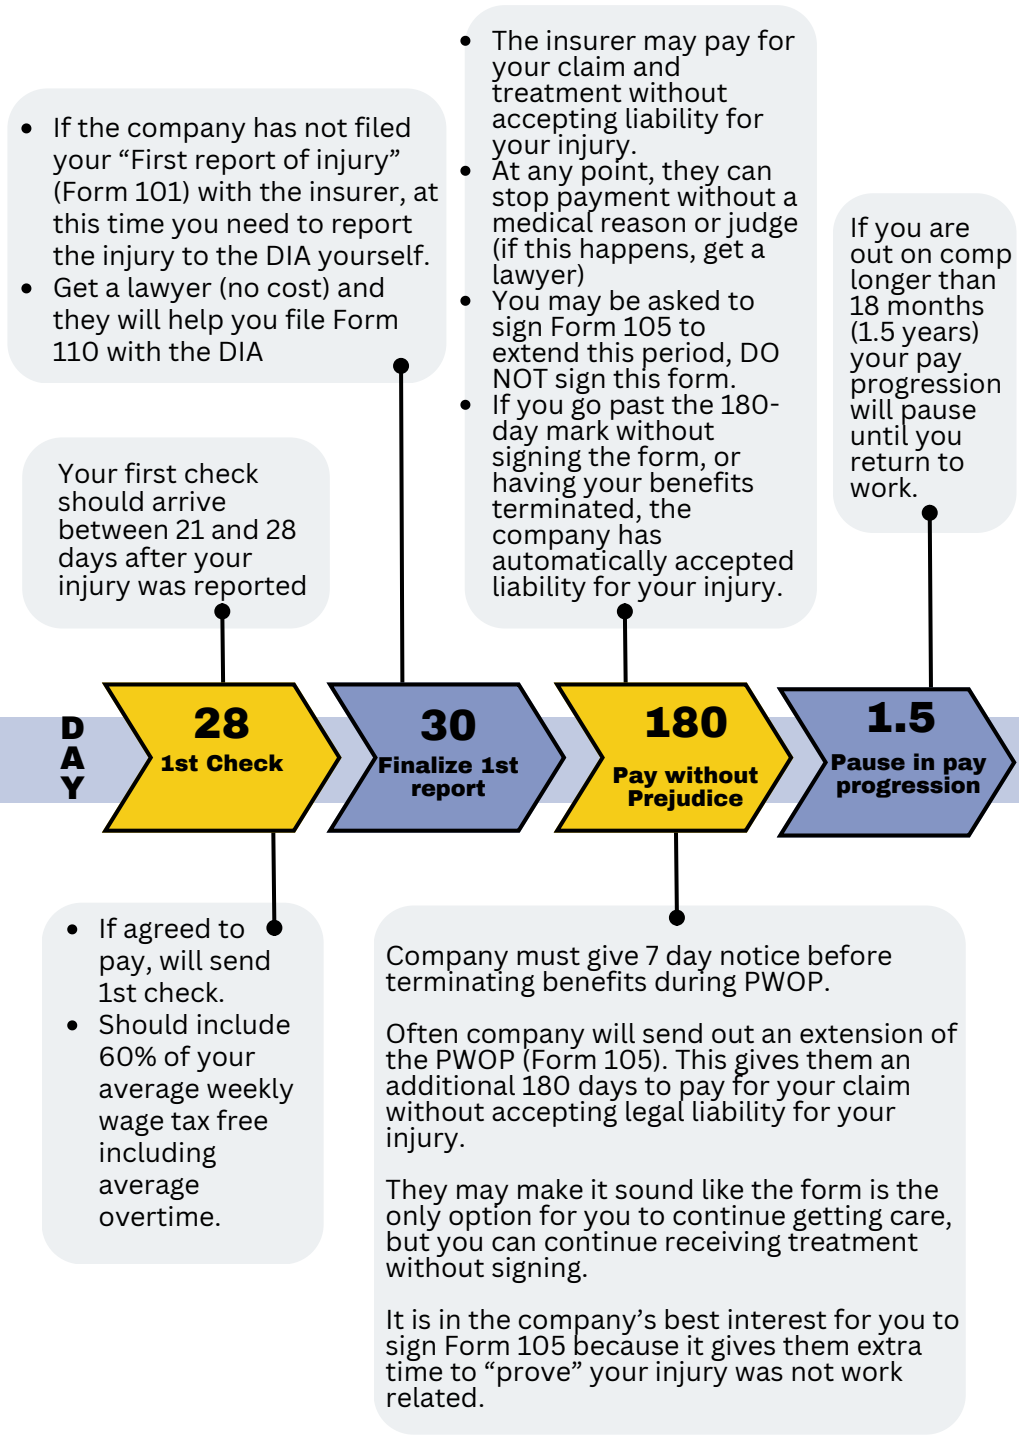 • The insurer may pay for
your claim and
treatment without
accepting liability for
your injury.
• At any point, they can
stop payment without a
medical reason or judge
(if this happens, get a
lawyer)
• You may be asked to
sign Form 105 to
extend this period, DO
NOT sign this form.
• If you go past the 180-
day mark without
signing the form, or
having your benefits
terminated, the
company has
automatically accepted
liability for your injury.
• If the company has not filed
your “First report of injury”
(Form 101) with the insurer, at
this time you need to report
the injury to the DIA yourself.
• Get a lawyer (no cost) and
they will help you file Form
110 with the DIA
If you are
out on comp
longer than
18 months
(1.5 years)
your pay
progression
will pause
until you
return to
work.
Your first check
should arrive
between 21 and 28
days after your
injury was reported
DAY
28
1st Check
30
Finalize 1st
report
180
Pay without
Prejudice
1.5
Pause in pay
progression
• If agreed to
pay, will send
1st check.
• Should include
60% of your
average weekly
wage tax free
including
average
overtime.
Company must give 7 day notice before
terminating benefits during PWOP.
Often company will send out an extension of
the PWOP (Form 105). This gives them an
additional 180 days to pay for your claim
without accepting legal liability for your
injury.
They may make it sound like the form is the
only option for you to continue getting care,
but you can continue receiving treatment
without signing.
It is in the company’s best interest for you to
sign Form 105 because it gives them extra
time to “prove” your injury was not work
related.